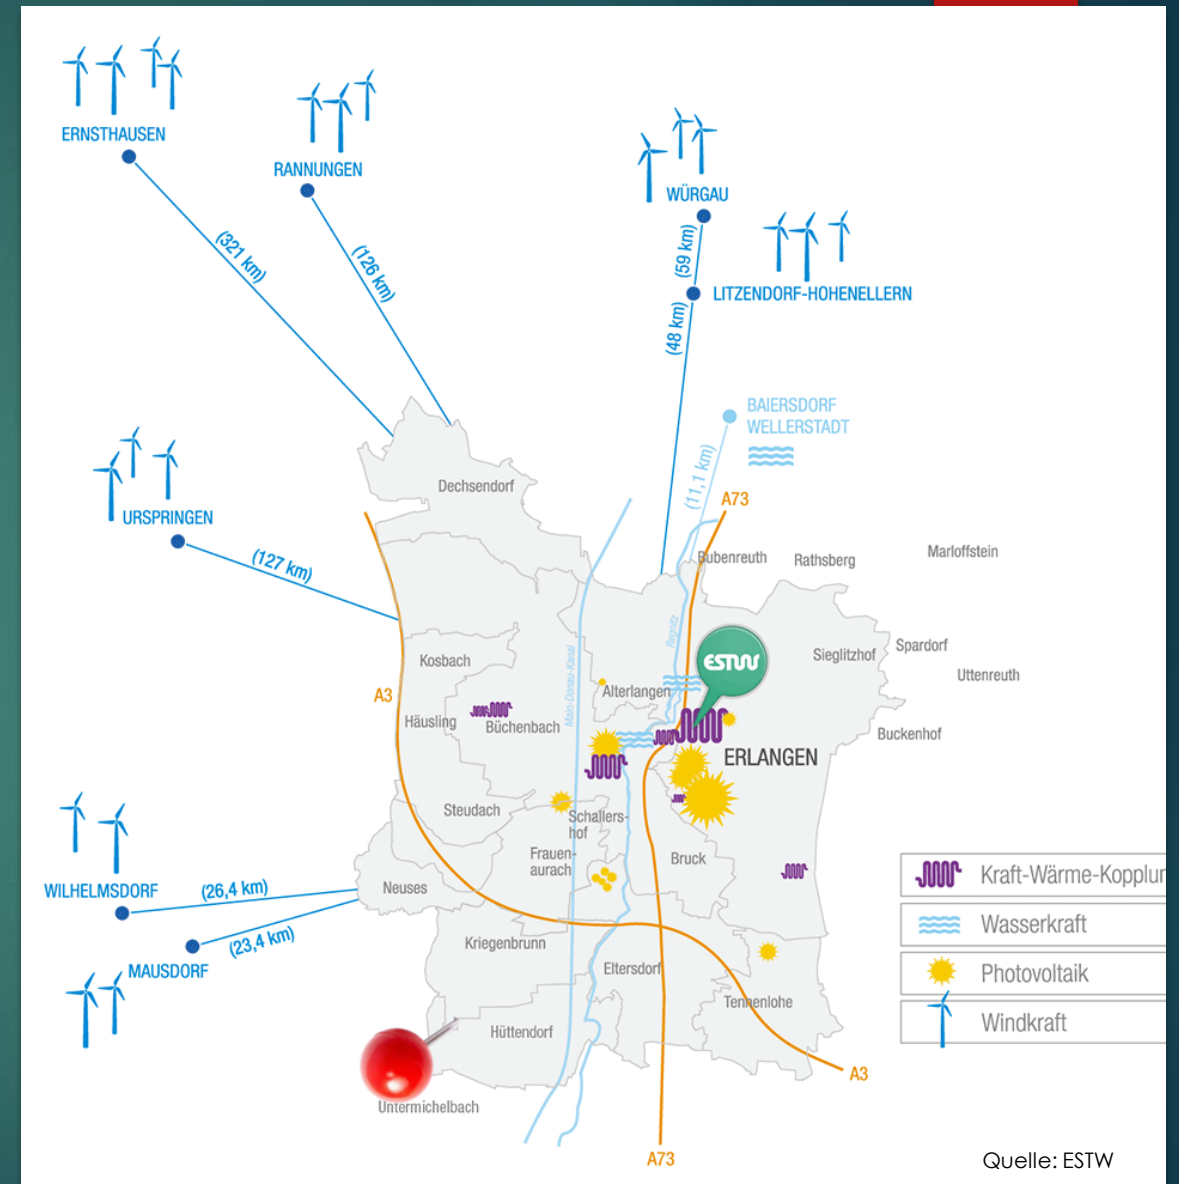 ERNSTHAUSEN
RANNUNGEN
WÜRGAU
(321 km)
(126 km)
(59 km)
LITZENDORF-HOHENELLERN
(48 km)
BAIERSDORF
WELLERSTADT
(11,1 km)
A73
Dechsendorf
URSPRINGEN
(127 km)
Bubenreuth
Rathsberg
Marloffstein
Regnitz
ESTW
Sieglitzhof
Spardorf
Uttenreuth
Kosbach
Main-Donau-Kanal
Alterlangen
A3
Häusling
Büchenbach
Buckenhof
ERLANGEN
Steudach
Schallers-
hof
Frauen-
aurach
Bruck
WILHELMSDORF
(26,4 km)
Neuses
(23,4 km)
MAUSDORF
Kriegenbrunn
Eltersdorf
Tennenlohe
Hüttendorf
A3
Untermichelbach
A73
Kraft-Wärme-Kopplun
Wasserkraft
Photovoltaik
Windkraft
Quelle: ESTW